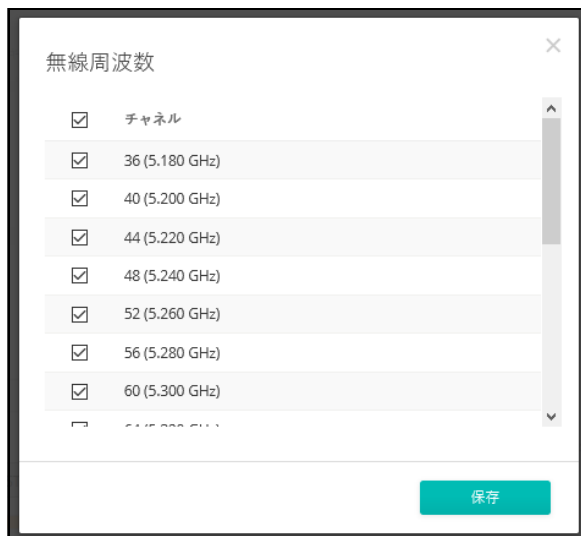 無線周波数
チャネル
36 (5.180 GHz)
40 (5.200 GHz)
44 (5.220 GHz)
48 (5.240 GHz)
52 (5.260 GHz)
56 (5.280 GHz)
60 (5.300 GHz)
保存